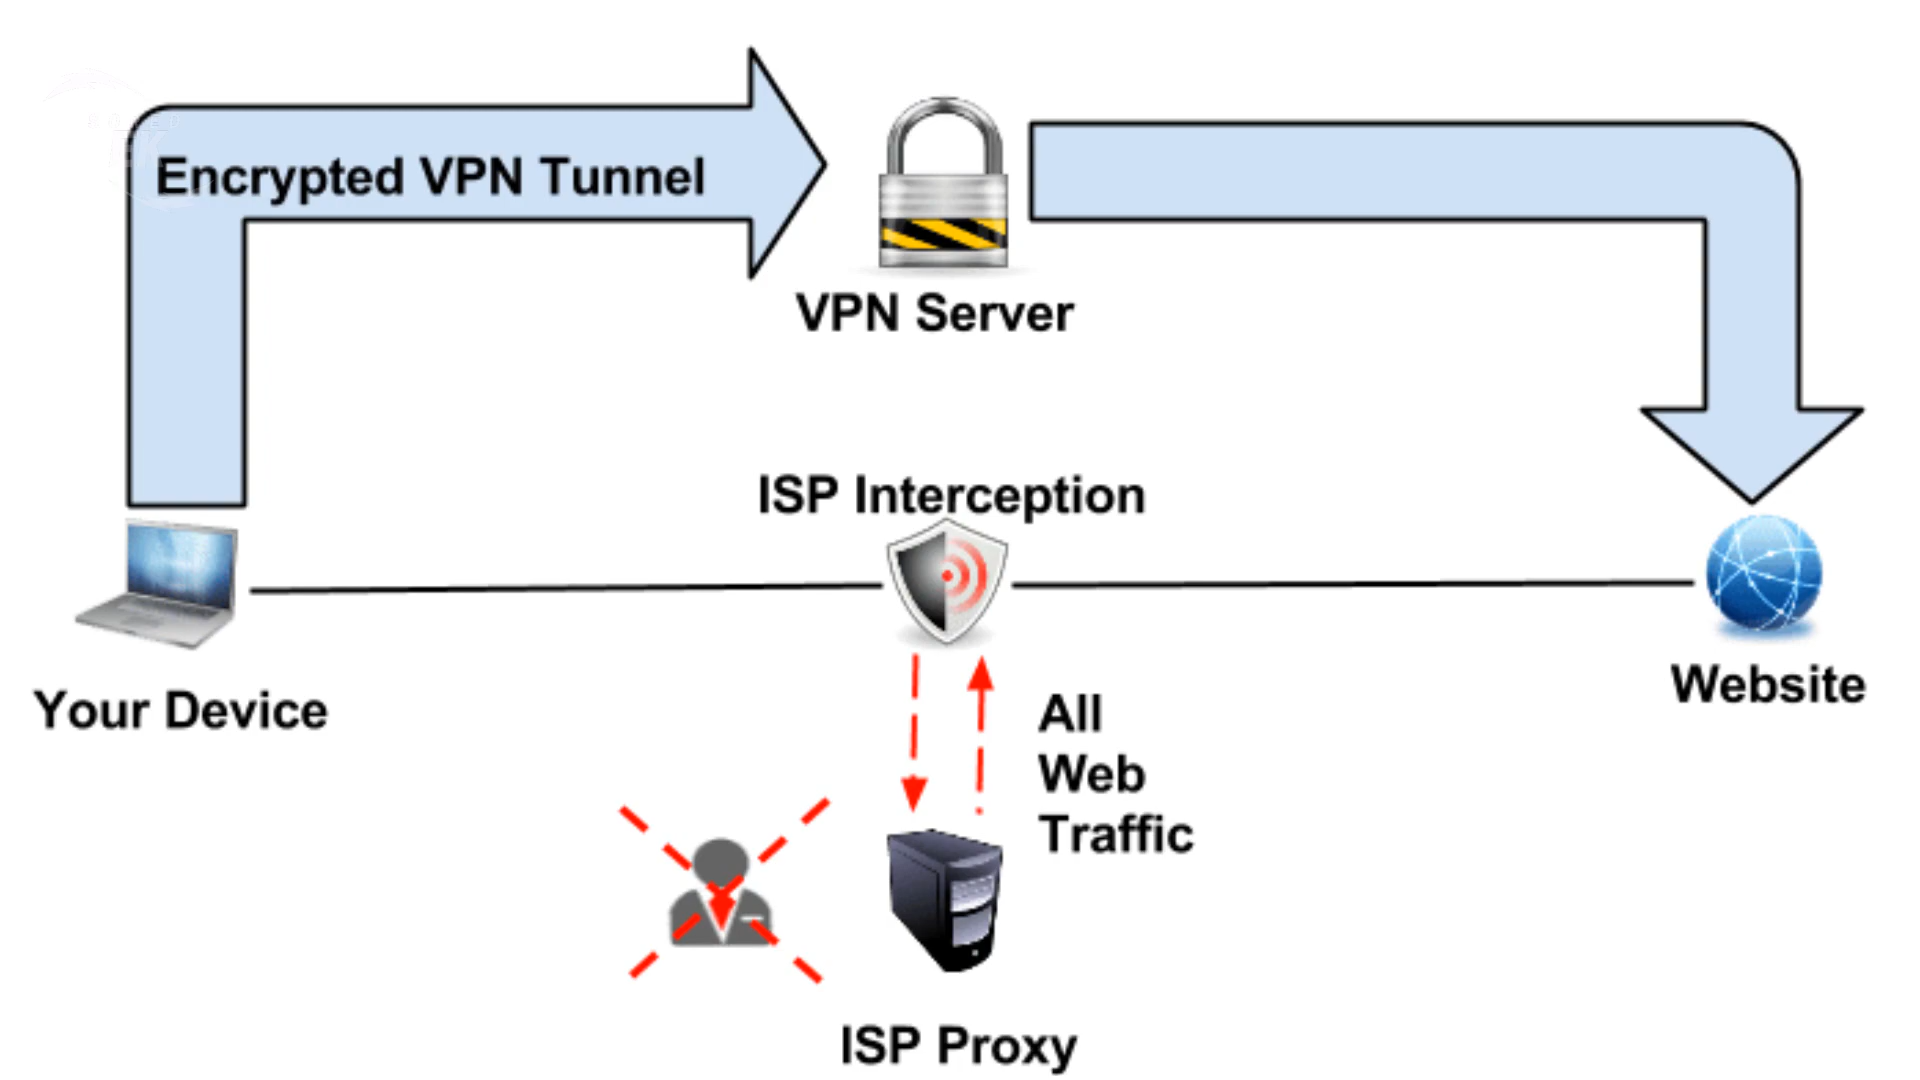 Encrypted VPN Tunnel
VPN Server
ISP Interception
Your Device
Website
All
Web
Traffic
ISP Proxy